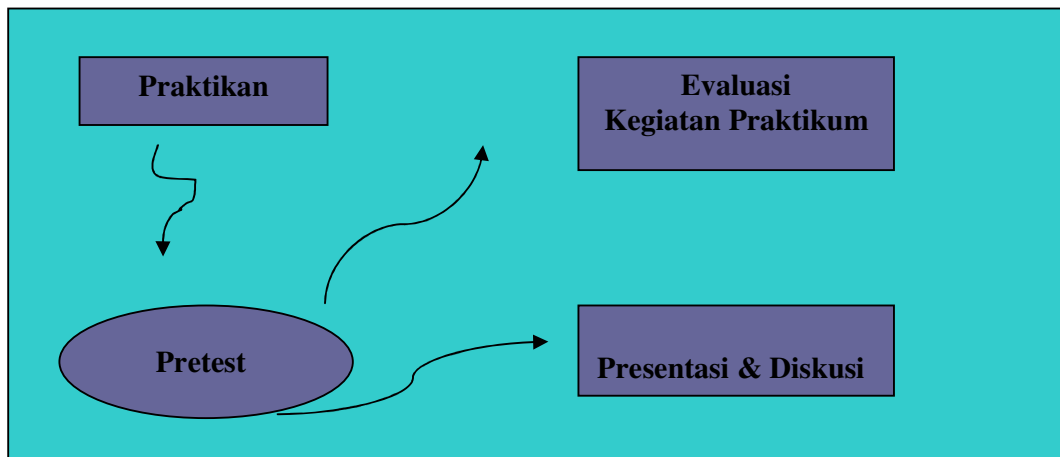 Praktikan
Evaluasi
Kegiatan Praktikum
Pretest
Presentasi & Diskusi